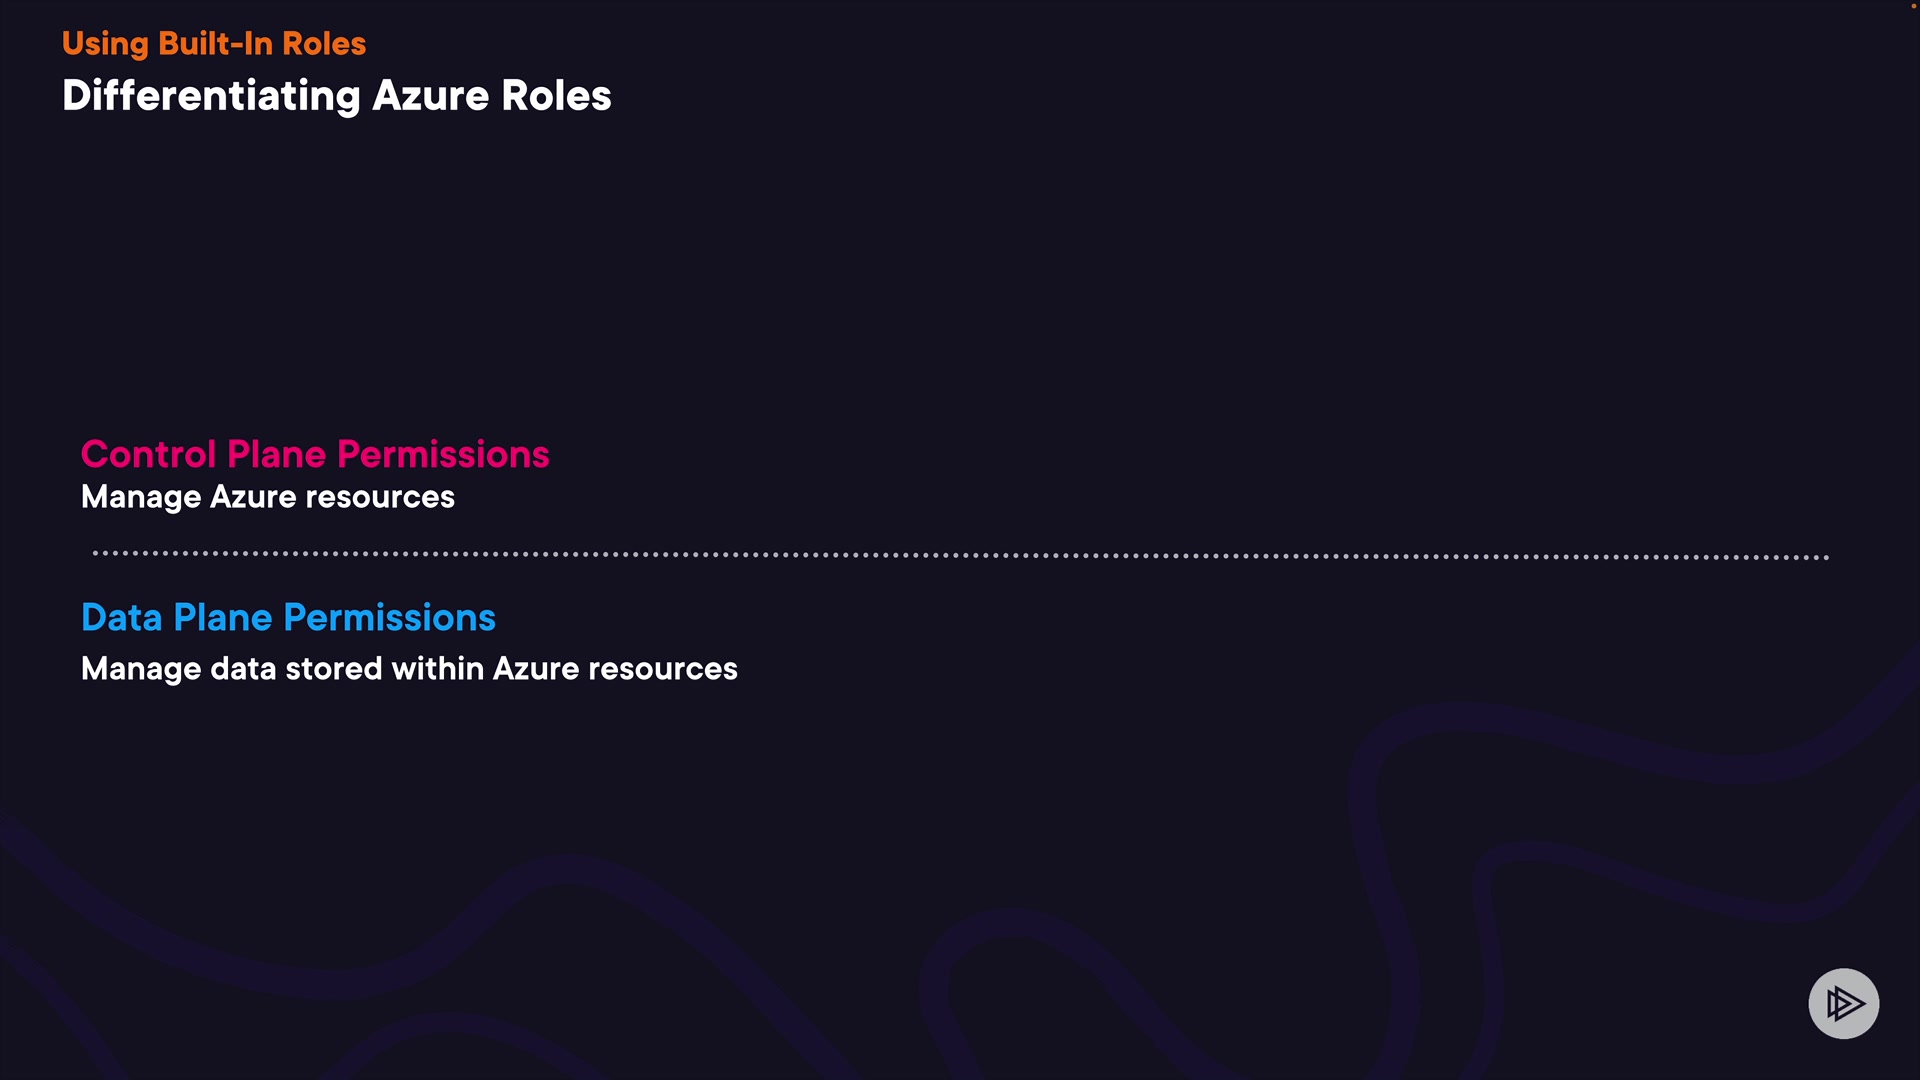 Using Built-In Roles
Differentiating Azure Roles
Control Plane Permissions
Manage Azure resources
Data Plane Permissions
Manage data stored within Azure resources